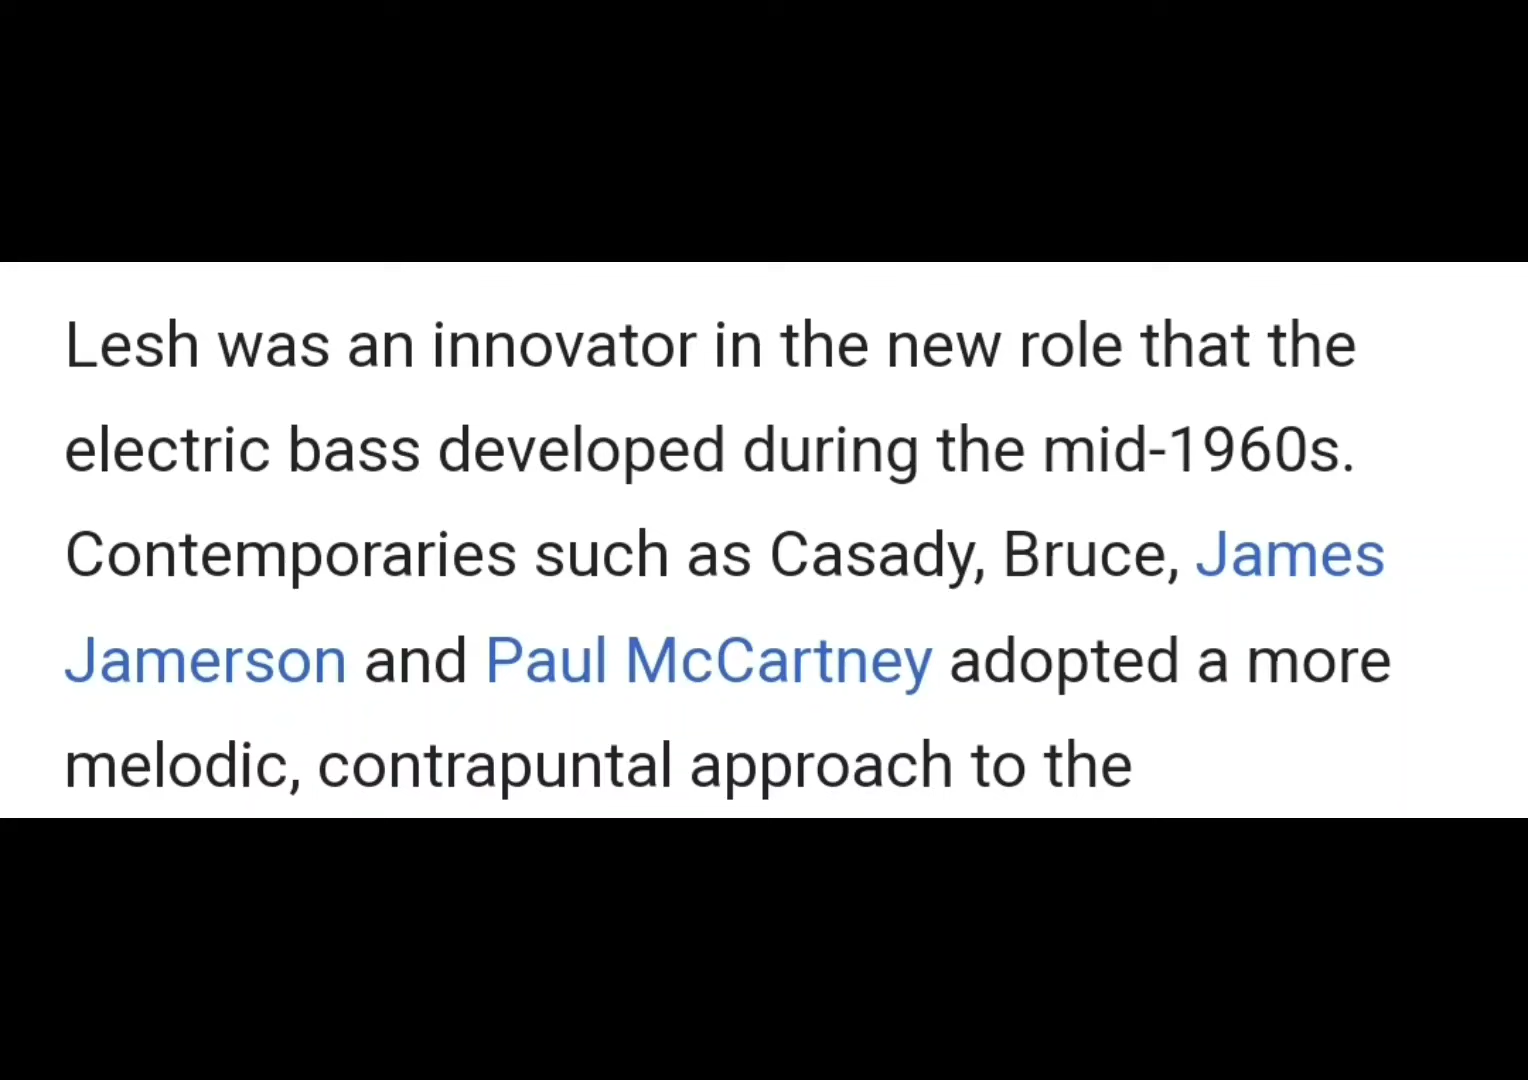 Lesh was an innovator in the new role that the
electric bass developed during the mid-1960s.
Contemporaries such as Casady, Bruce, James
Jamerson and Paul McCartney adopted a more
melodic, contrapuntal approach to the